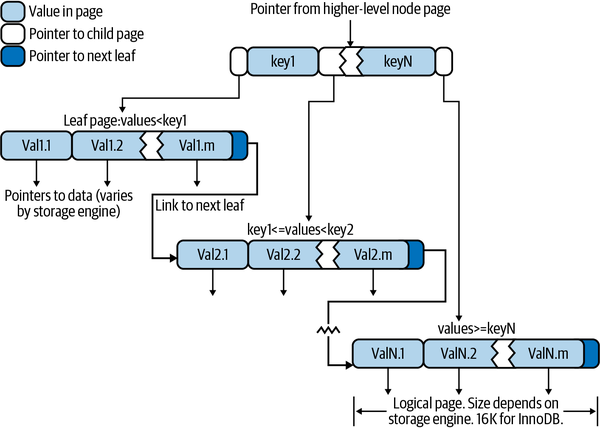 Value in page
Pointer to child page
Pointer to next leaf
Pointer from higher-level node page
key1
keyN
Leaf page:values<key1
Val1.1
Val1.2
Val1.m
Pointers to data (varies
by storage engine)
Link to next leaf
key1<=values<key2
Val2.1
Val2.2
Val2.m
values>=keyN
ValN.1
ValN.2
ValN.m
Logical page. Size depends on
storage engine. 16K for InnoDB.